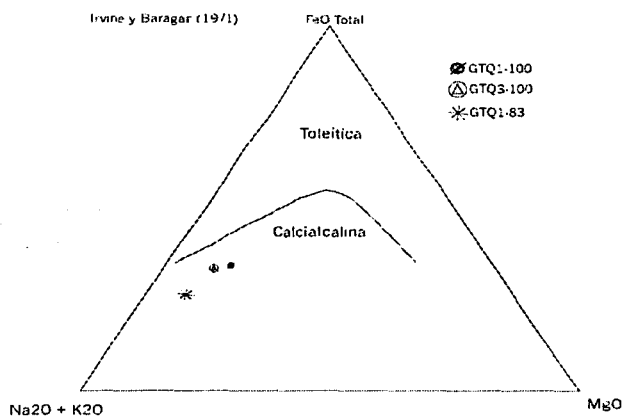 Irvine y Baragar (1971)
FeO Total
GTQ1-100
GTQ3-100
GTQ1-83
Toleitica
Calcialcalina
Na2O + K2O
MgO